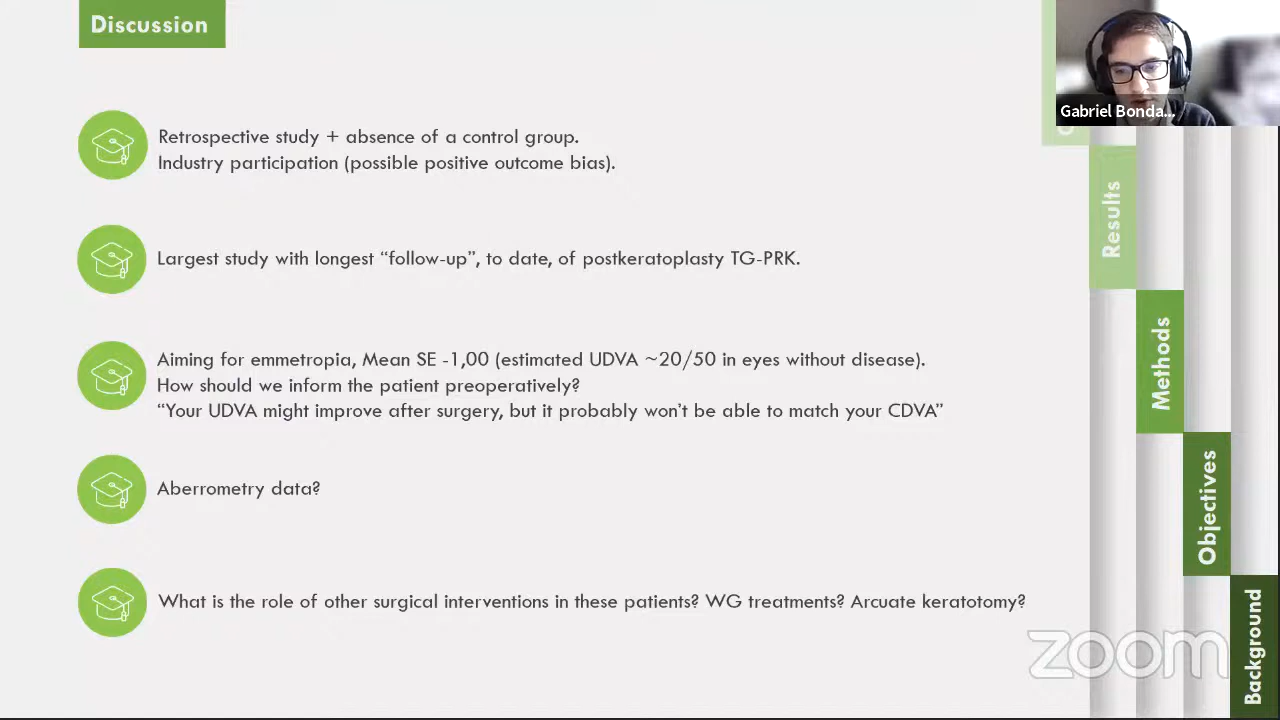 Discussion
Gabriel Bonda...
Retrospective study + absence of a control group.
Industry participation (possible positive outcome bias).
Largest study with longest “follow-up”, to date, of postkeratoplasty TG-PRK.
Aiming for emmetropia, Mean SE -1,00 (estimated UDVA ~20/50 in eyes without disease).
How should we inform the patient preoperatively?
“Your UDVA might improve after surgery, but it probably won’t be able to match your CDVA”
Aberrometry data?
What is the role of other surgical interventions in these patients? WG treatments? Arcuate keratotomy?
Results
Methods
Objectives
Background
zoom